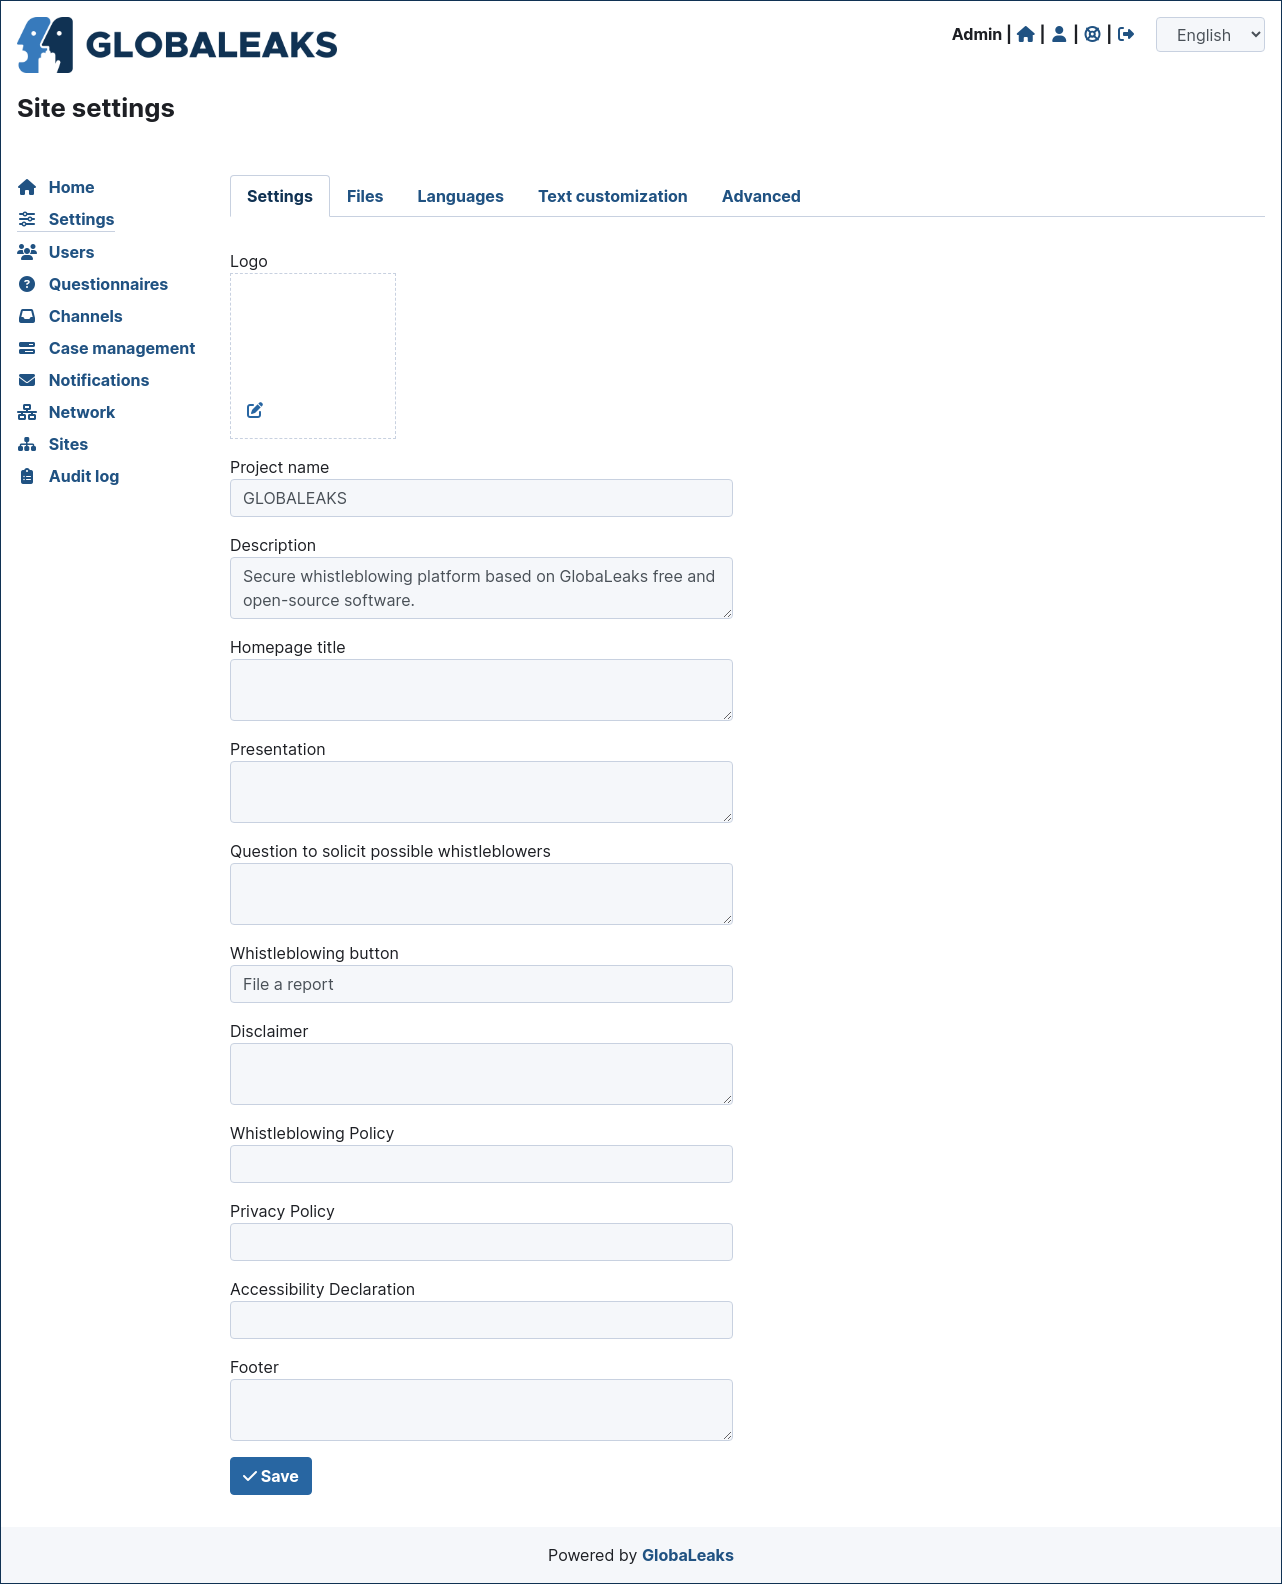 GLOBALEAKS
Admin | | | |
English
Site settings
Home
Settings
Users
Questionnaires
Channels
Case management
Notifications
Network
Sites
Audit log
Settings
Files
Languages
Text customization
Advanced
Logo
Project name
GLOBALEAKS
Description
Secure whistleblowing platform based on GlobaLeaks free and
open-source software.
Homepage title
Presentation
Question to solicit possible whistleblowers
Whistleblowing button
File a report
Disclaimer
Whistleblowing Policy
Privacy Policy
Accessibility Declaration
Footer
Save
Powered by GlobaLeaks